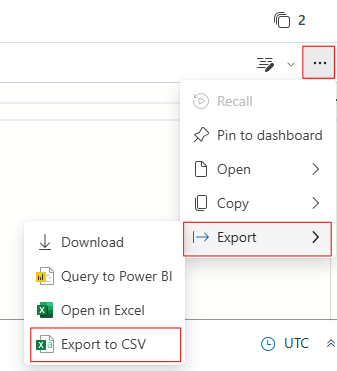 2
Recall
Pin to dashboard
Open
Copy
Export
Download
Query to Power BI
Open in Excel
Export to CSV
UTC